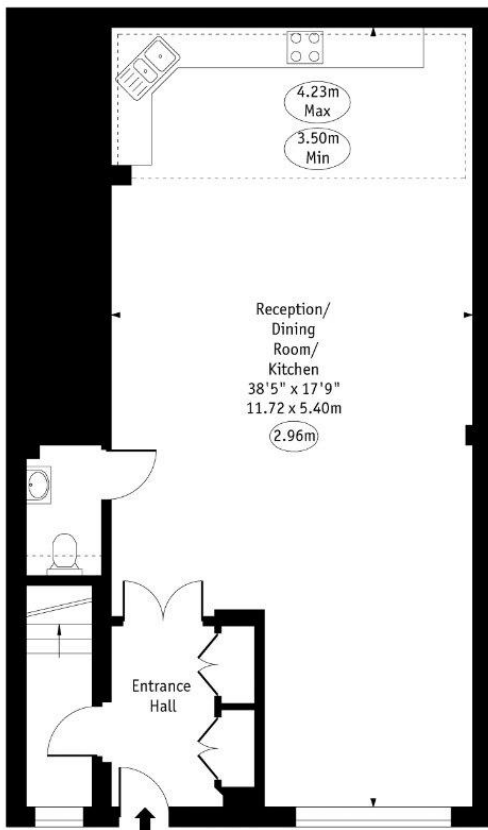 4.23m
Max
3.50m
Min
Reception/
Dining
Room/
Kitchen
38'5" x 17'9"
11.72 x 5.40m
2.96m
Entrance
Hall